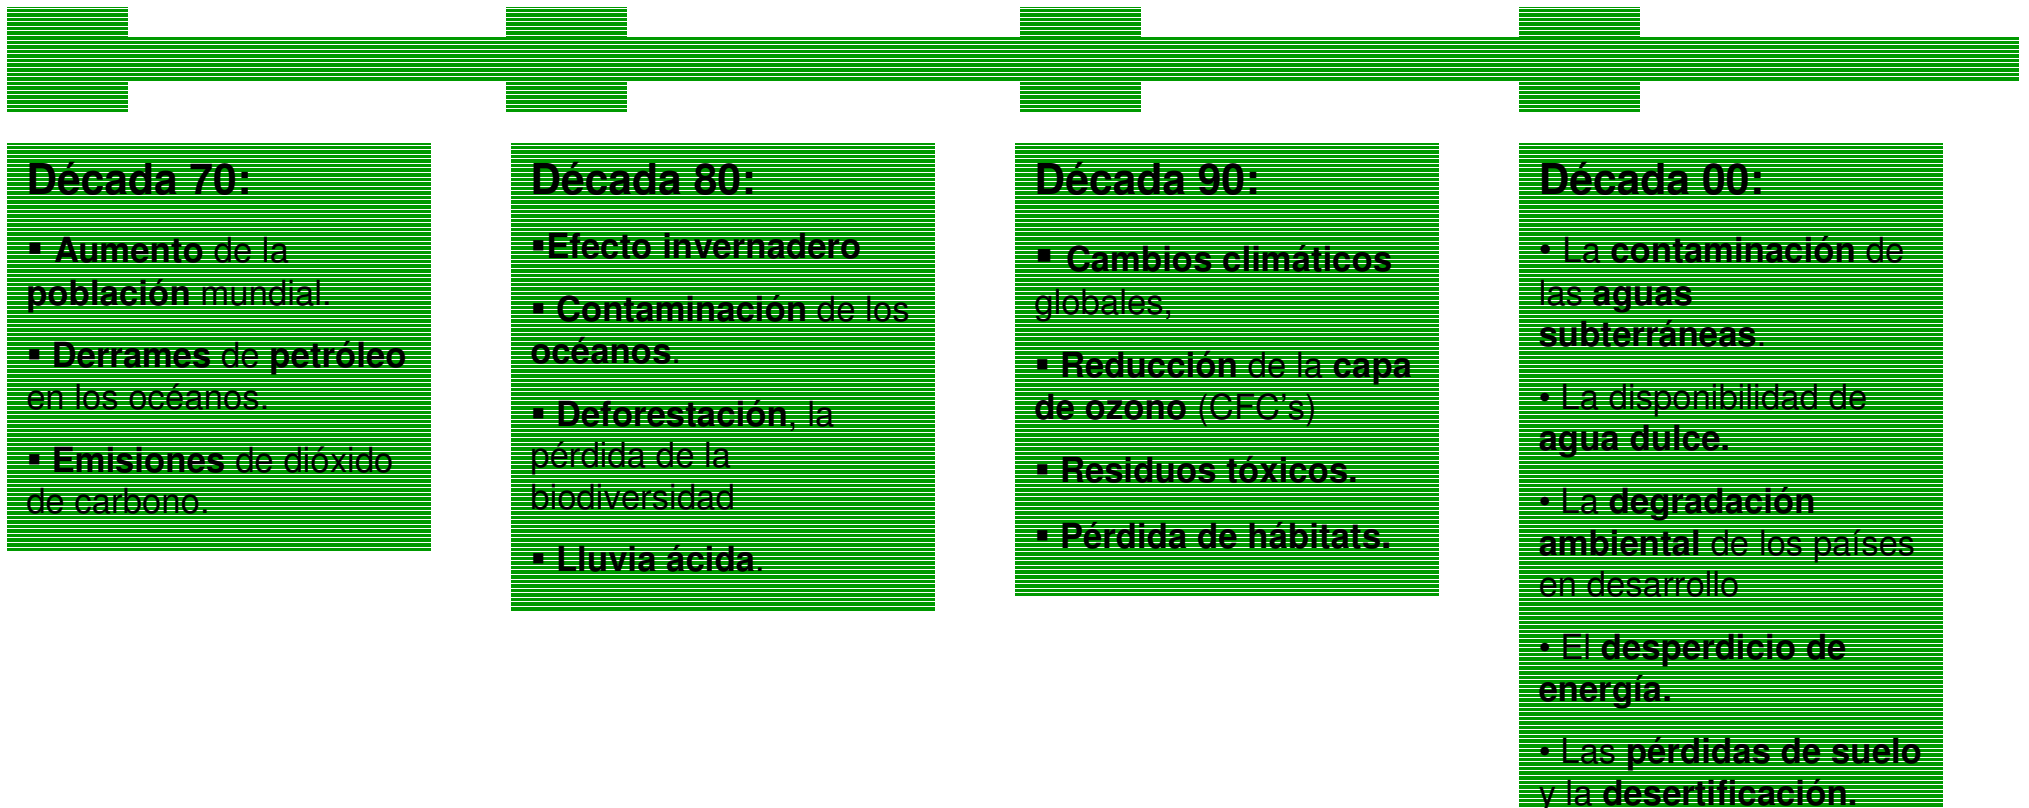 Década 70:
▪ Aumento de la
población mundial.
▪ Derrames de petróleo
en los océanos.
▪ Emisiones de dióxido
de carbono.
Década 80:
▪Efecto invernadero
▪ Contaminación de los
océanos.
▪ Deforestación, la
pérdida de la
biodiversidad
▪ Lluvia ácida.
Década 90:
▪ Cambios climáticos
globales,
▪ Reducción de la capa
de ozono (CFC's)
▪ Residuos tóxicos.
▪ Pérdida de hábitats.
Década 00:
• La contaminación de
las aguas
subterráneas.
• La disponibilidad de
agua dulce.
• La degradación
ambiental de los países
en desarrollo
• El desperdicio de
energía.
• Las pérdidas de suelo
y la desertificación.